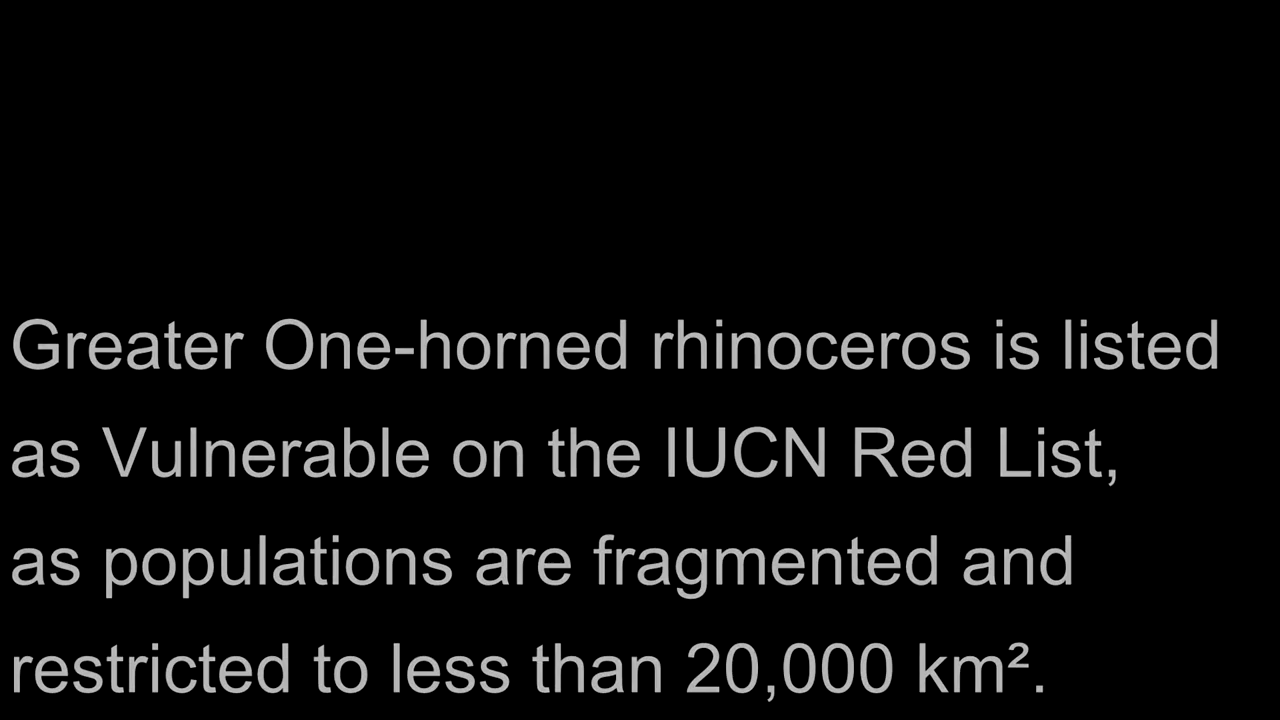 Greater One-horned rhinoceros is listed
as Vulnerable on the IUCN Red List,
as populations are fragmented and
restricted to less than 20,000 km².